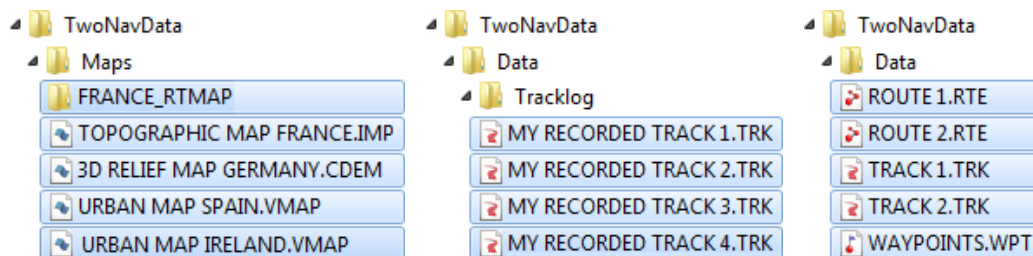 TwoNavData
Maps
FRANCE_RTMAP
TOPOGRAPHIC MAP FRANCE.IMP
3D RELIEF MAP GERMANY.CDEM
URBAN MAP SPAIN.VMAP
URBAN MAP IRELAND.VMAP
TwoNavData
Data
Tracklog
MY RECORDED TRACK 1.TRK
MY RECORDED TRACK 2.TRK
MY RECORDED TRACK 3.TRK
MY RECORDED TRACK 4.TRK
TwoNavData
Data
ROUTE 1.RTE
ROUTE 2.RTE
TRACK 1.TRK
TRACK 2.TRK
WAYPOINTS.WPT